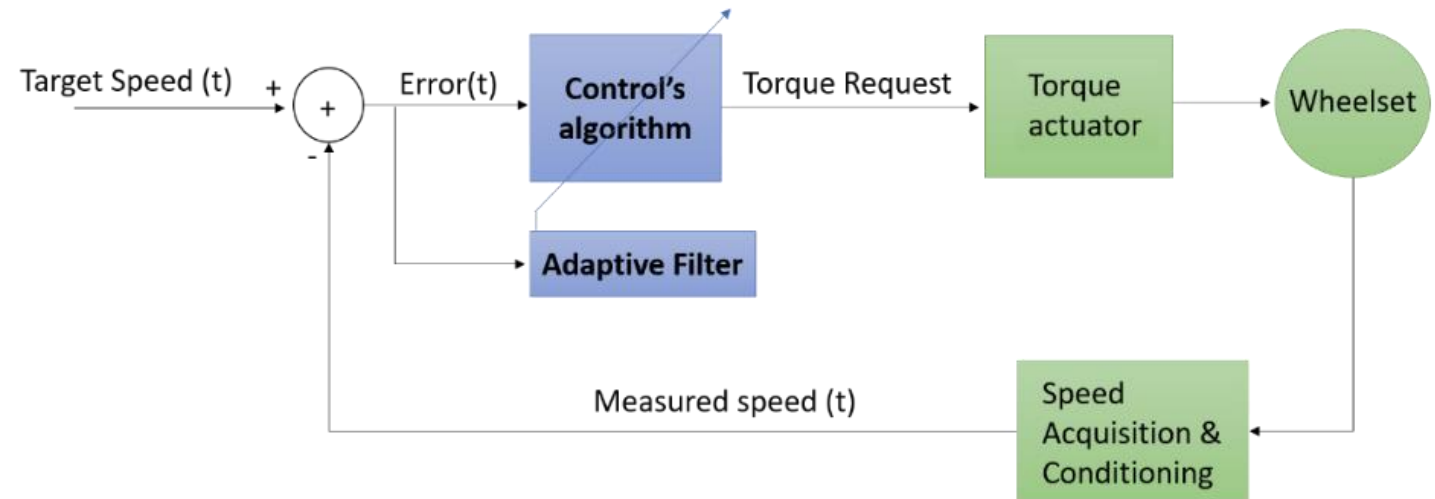 Target Speed (t)
+
+
-
Error(t)
Control's
algorithm
Torque Request
Torque
actuator
Wheelset
Adaptive Filter
Measured speed (t)
Speed
Acquisition &
Conditioning